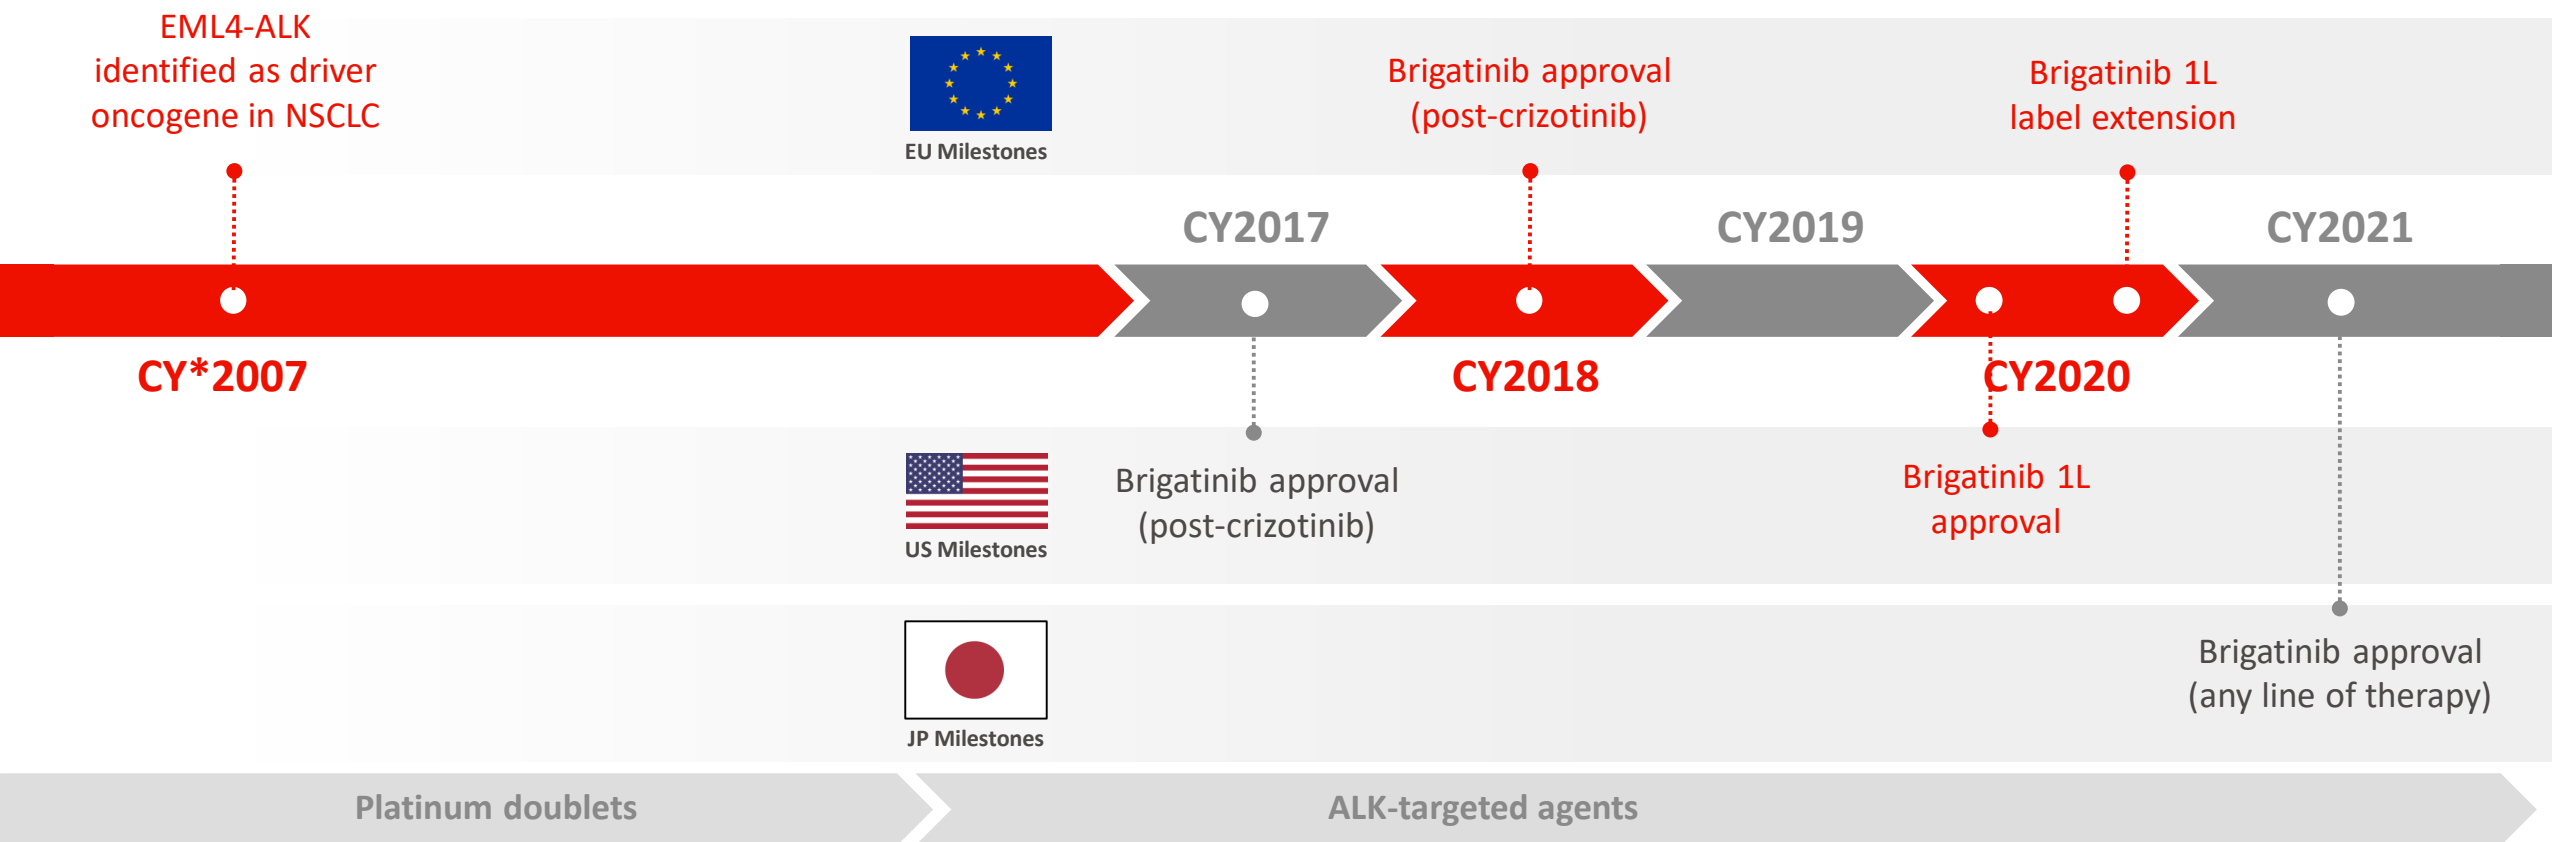 EML4-ALK
identified as driver
oncogene in NSCLC
EU Milestones
Brigatinib approval
(post-crizotinib)
Brigatinib 1L
label extension
CY2017
CY2019
CY2021
CY*2007
CY2018
CY2020
US Milestones
Brigatinib approval
(post-crizotinib)
Brigatinib 1L
approval
JP Milestones
Brigatinib approval
(any line of therapy)
Platinum doublets
ALK-targeted agents